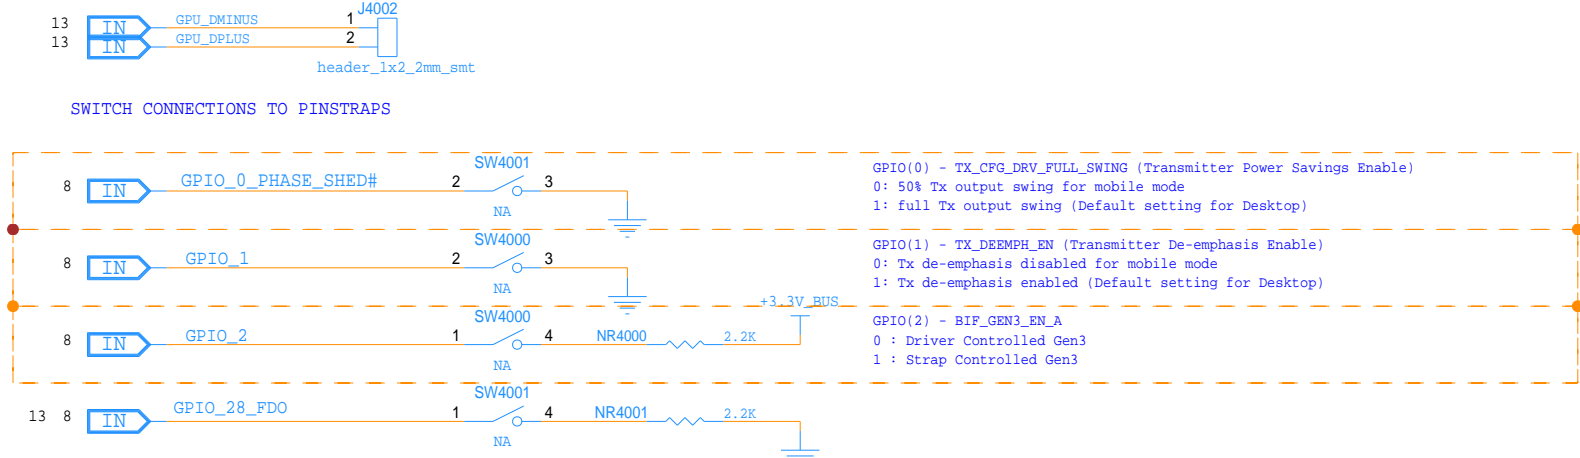 J4002
13 IN GPU_DMINUS 1
13 IN GPU_DPLUS 2
header_1x2_2mm_smt
SWITCH CONNECTIONS TO PINSTRAPS
SW4001
8 IN GPIO_0_PHASE_SHED# 2 3
NA
GPIO(0) - TX_CFG_DRV_FULL_SWING (Transmitter Power Savings Enable)
0: 50% Tx output swing for mobile mode
1: full Tx output swing (Default setting for Desktop)
SW4000
8 IN GPIO_1 2 3
NA
GPIO(1) - TX_DEEMPH_EN (Transmitter De-emphasis Enable)
0: Tx de-emphasis disabled for mobile mode
1: Tx de-emphasis enabled (Default setting for Desktop)
+3.3V_BUS
SW4000
8 IN GPIO_2 1 4 NR4000 2.2K
NA
GPIO(2) - BIF_GEN3_EN_A
0 : Driver Controlled Gen3
1 : Strap Controlled Gen3
SW4001
13 8 IN GPIO_28_FDO 1 4 NR4001 2.2K
NA